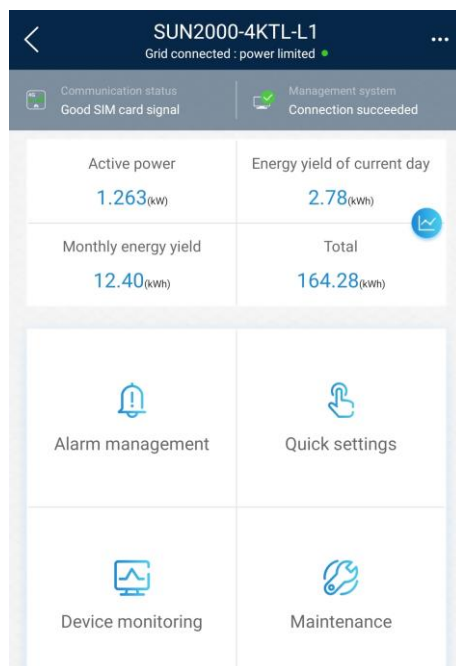 SUN2000-4KTL-L1
Grid connected : power limited
Communication status
Good SIM card signal
Management system
Connection succeeded
Active power
1.263(kW)
Energy yield of current day
2.78(kWh)
Monthly energy yield
12.40(kWh)
Total
164.28(kWh)
Alarm management
Quick settings
Device monitoring
Maintenance